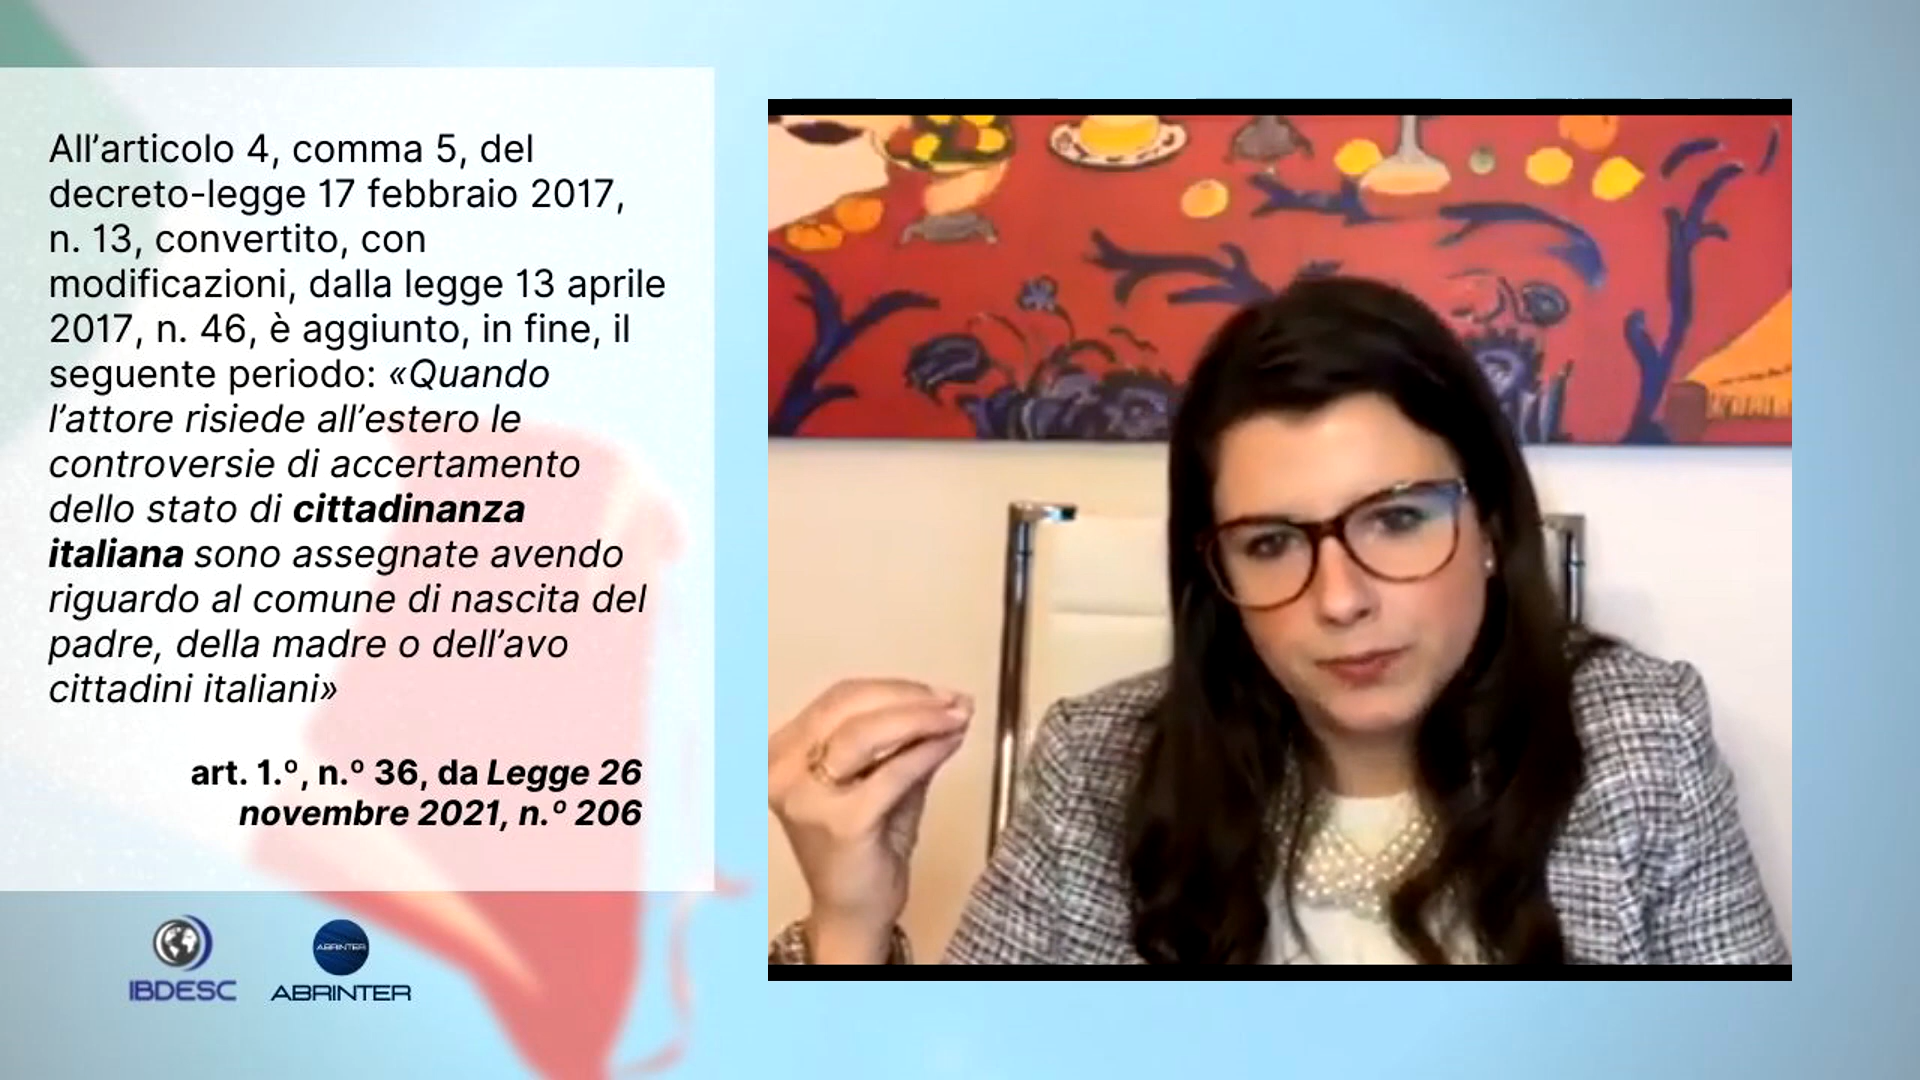 All’articolo 4, comma 5, del
decreto-legge 17 febbraio 2017,
n. 13, convertito, con
modificazioni, dalla legge 13 aprile
2017, n. 46, è aggiunto, in fine, il
seguente periodo: «Quando
l’attore risiede all’estero le
controversie di accertamento
dello stato di cittadinanza
italiana sono assegnate avendo
riguardo al comune di nascita del
padre, della madre o dell’avo
cittadini italiani»
art. 1.º, n.º 36, da Legge 26
novembre 2021, n.º 206
IBDESC
ABRINTER
ABRINTER